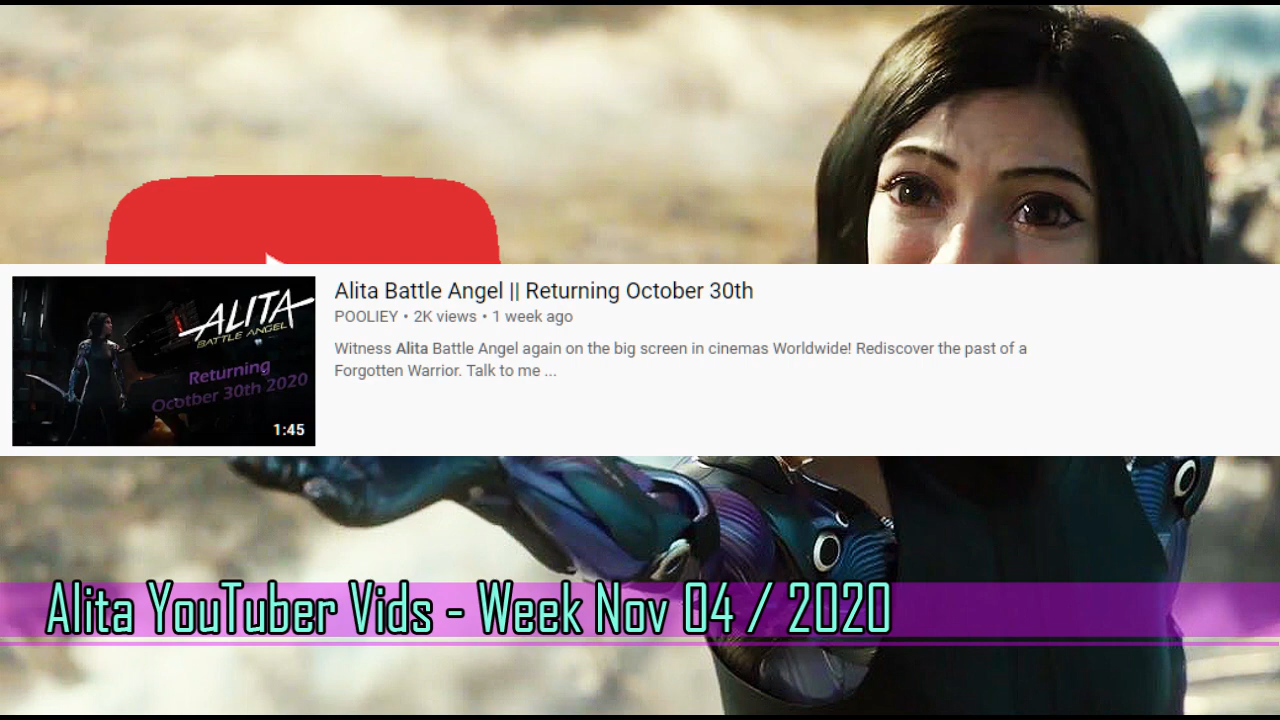 Alita Battle Angel || Returning October 30th
POOLIEY • 2K views • 1 week ago
Witness Alita Battle Angel again on the big screen in cinemas Worldwide! Rediscover the past of a
Forgotten Warrior. Talk to me ...
ALITA
BATTLE ANGEL
Returning
Ocotber 30th 2020
1:45
Alita YouTuber Vids - Week Nov 04 / 2020